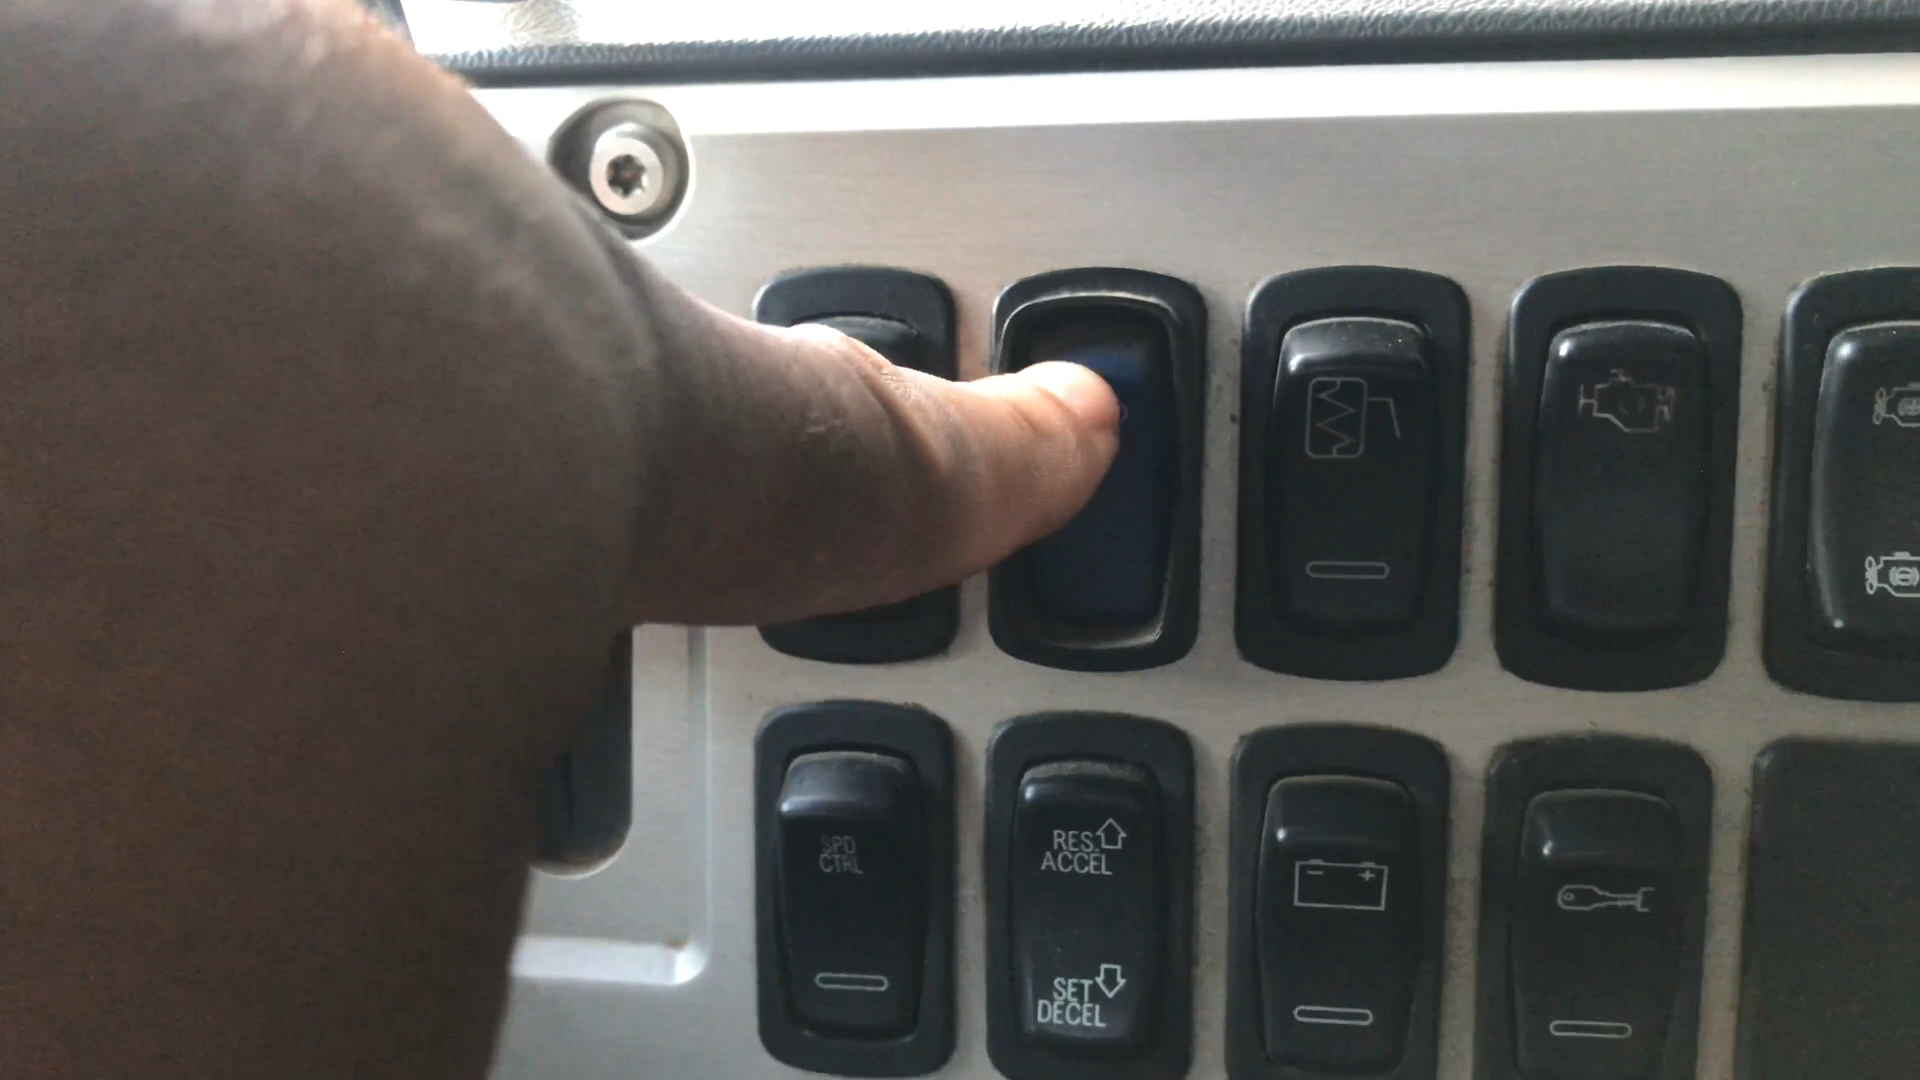 SPD
CTRL
RES.
ACCEL
SET
DECEL